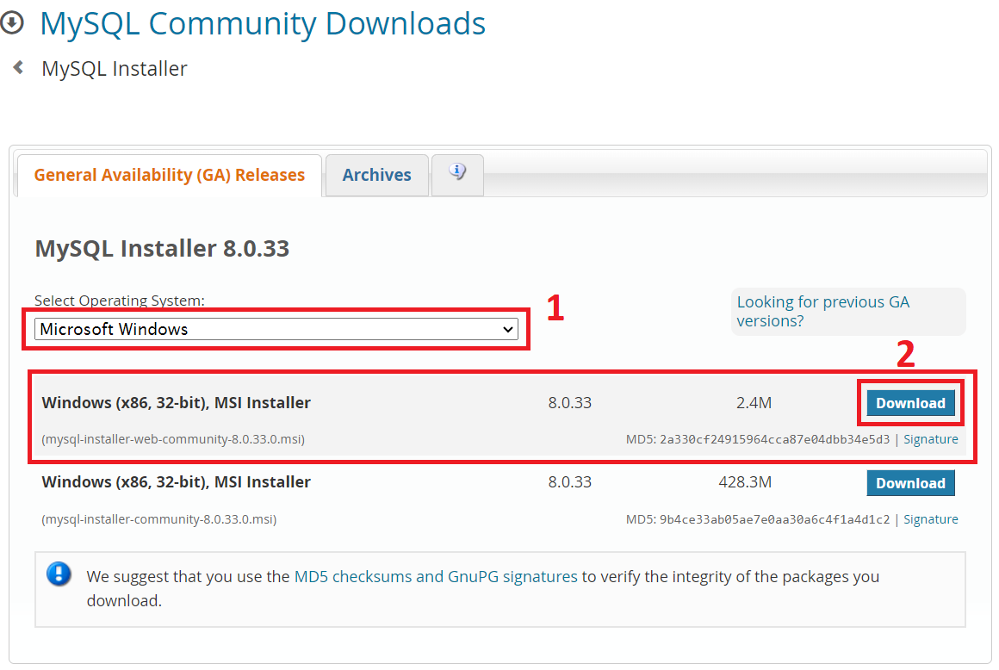 MySQL Community Downloads
MySQL Installer
General Availability (GA) Releases
Archives
MySQL Installer 8.0.33
Select Operating System:
1
Looking for previous GA
versions?
Microsoft Windows
2
Windows (x86, 32-bit), MSI Installer 8.0.33 2.4M Download
(mysql-installer-web-community-8.0.33.0.msi) MD5: 2a330cf24915964cca87e04dbb34e5d3 | Signature
Windows (x86, 32-bit), MSI Installer 8.0.33 428.3M Download
(mysql-installer-community-8.0.33.0.msi) MD5: 9b4ce33ab05ae7e0aa30a6c4f1a4d1c2 | Signature
We suggest that you use the MD5 checksums and GnuPG signatures to verify the integrity of the packages you
download.